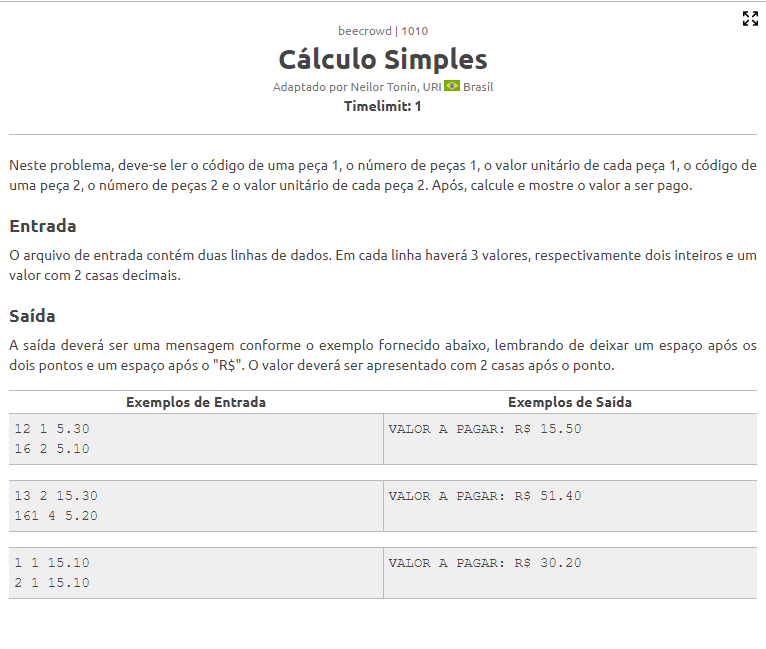 beecrowd | 1010
Cálculo Simples
Adaptado por Neilor Tonin, URI Brasil
Timelimit: 1
Neste problema, deve-se ler o código de uma peça 1, o número de peças 1, o valor unitário de cada peça 1, o código de
uma peça 2, o número de peças 2 e o valor unitário de cada peça 2. Após, calcule e mostre o valor a ser pago.
Entrada
O arquivo de entrada contém duas linhas de dados. Em cada linha haverá 3 valores, respectivamente dois inteiros e um
valor com 2 casas decimais.
Saída
A saída deverá ser uma mensagem conforme o exemplo fornecido abaixo, lembrando de deixar um espaço após os
dois pontos e um espaço após o "R$". O valor deverá ser apresentado com 2 casas após o ponto.
Exemplos de Entrada Exemplos de Saída
12 1 5.30 VALOR A PAGAR: R$ 15.50
16 2 5.10
13 2 15.30 VALOR A PAGAR: R$ 51.40
161 4 5.20
1 1 15.10 VALOR A PAGAR: R$ 30.20
2 1 15.10